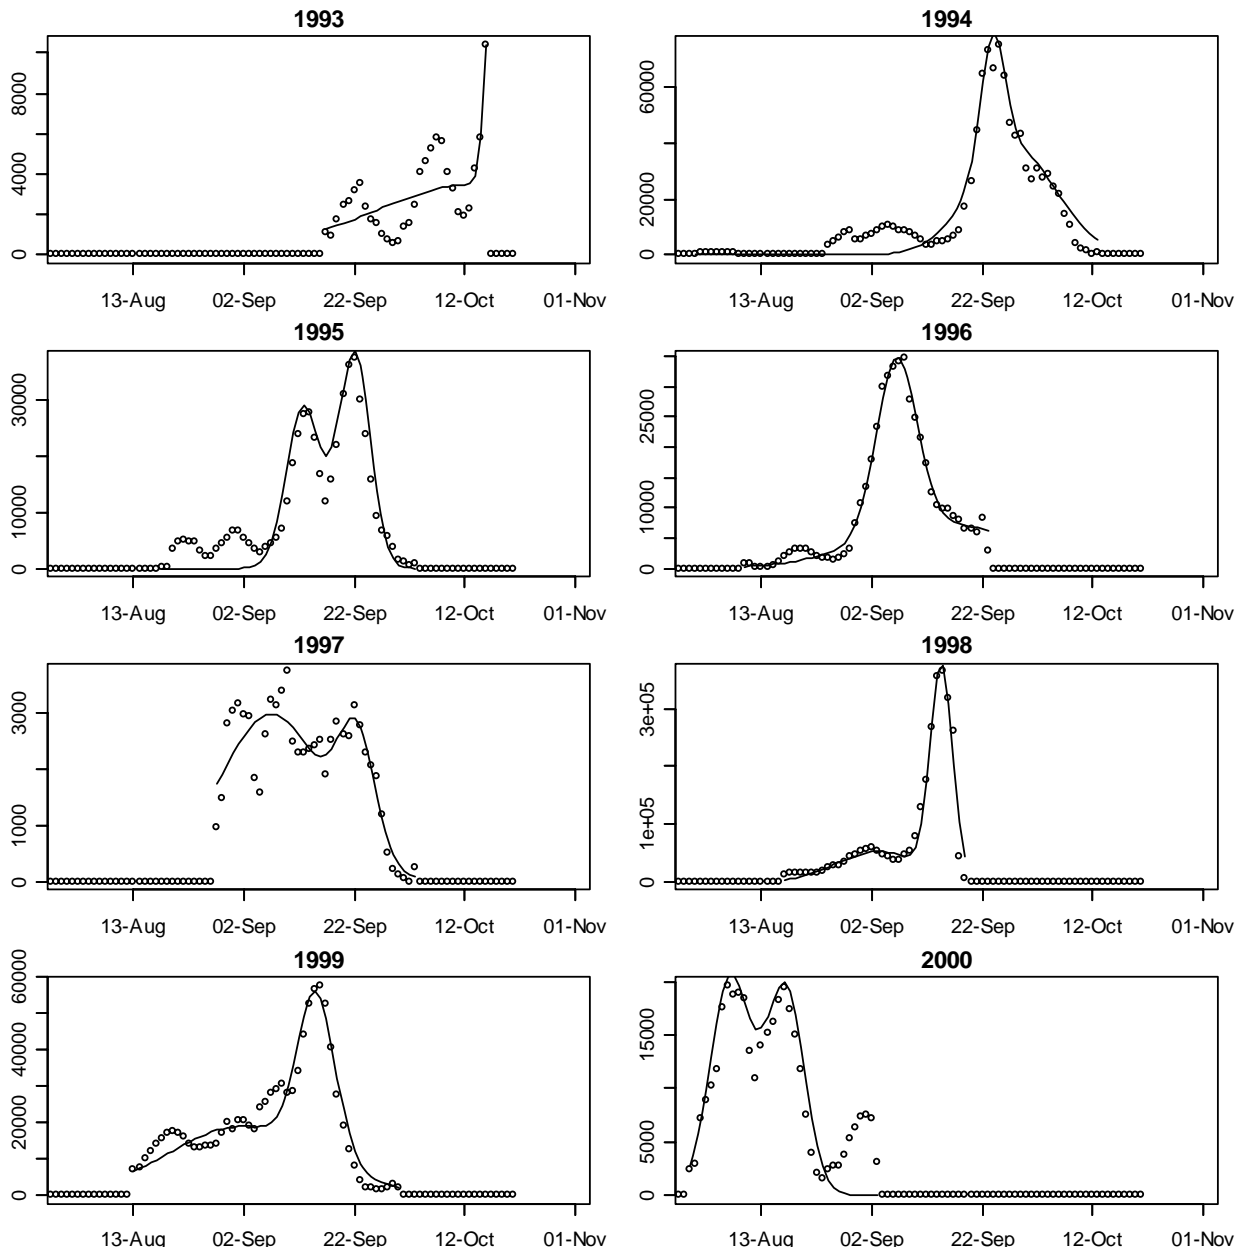 1993
0 4000 8000
13-Aug 02-Sep 22-Sep 12-Oct 01-Nov
1994
0 20000 60000
13-Aug 02-Sep 22-Sep 12-Oct 01-Nov
1995
0 10000 30000
13-Aug 02-Sep 22-Sep 12-Oct 01-Nov
1996
0 10000 25000
13-Aug 02-Sep 22-Sep 12-Oct 01-Nov
1997
0 1000 3000
13-Aug 02-Sep 22-Sep 12-Oct 01-Nov
1998
0 1e+05 3e+05
13-Aug 02-Sep 22-Sep 12-Oct 01-Nov
1999
0 20000 40000 60000
13-Aug 02-Sep 22-Sep 12-Oct 01-Nov
2000
0 5000 15000
13-Aug 02-Sep 22-Sep 12-Oct 01-Nov